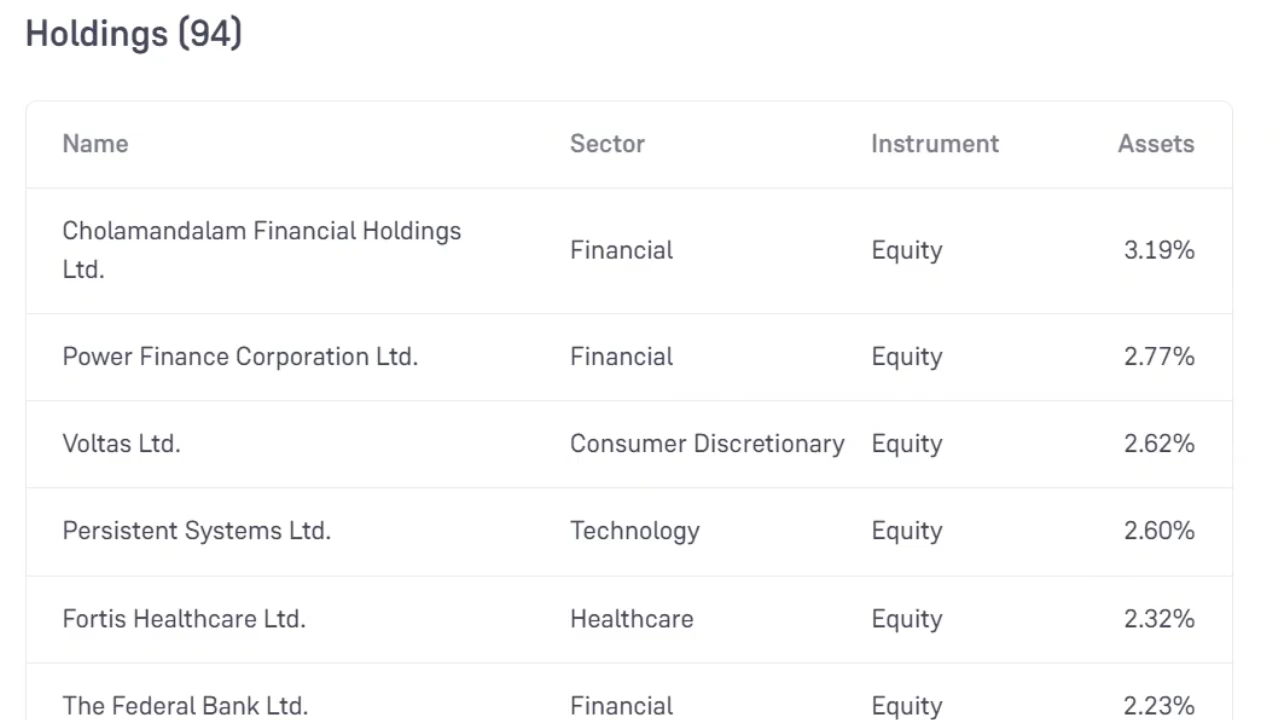 Holdings (94)
Name Sector Instrument Assets
Cholamandalam Financial Holdings
Ltd. Financial Equity 3.19%
Power Finance Corporation Ltd. Financial Equity 2.77%
Voltas Ltd. Consumer Discretionary Equity 2.62%
Persistent Systems Ltd. Technology Equity 2.60%
Fortis Healthcare Ltd. Healthcare Equity 2.32%
The Federal Bank Ltd. Financial Equity 2.23%